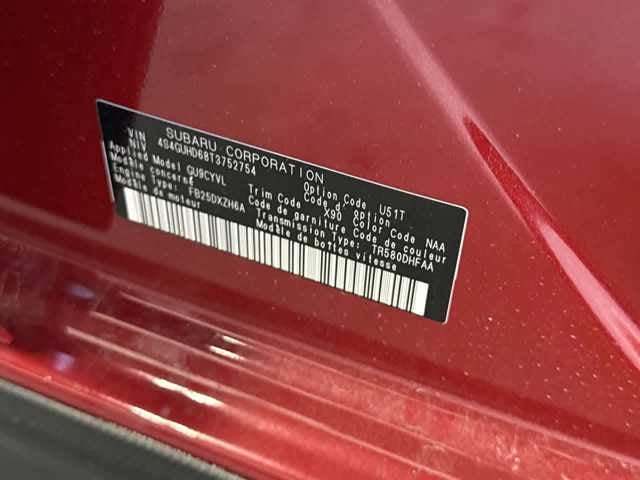 SUBARU CORPORATION
VIN
NIV 4S4GUHD68T3752754
Applied Model GU9CYVL Option Code U51T
Modèle concerné Code d' option
Engine Type FB25DXZH6A Trim Code X90 Color Code NAA
Modèle de moteur Code de garniture Code de couleur
Transmission Type: TR580DHFAA
Modèle de boîtes vitesse